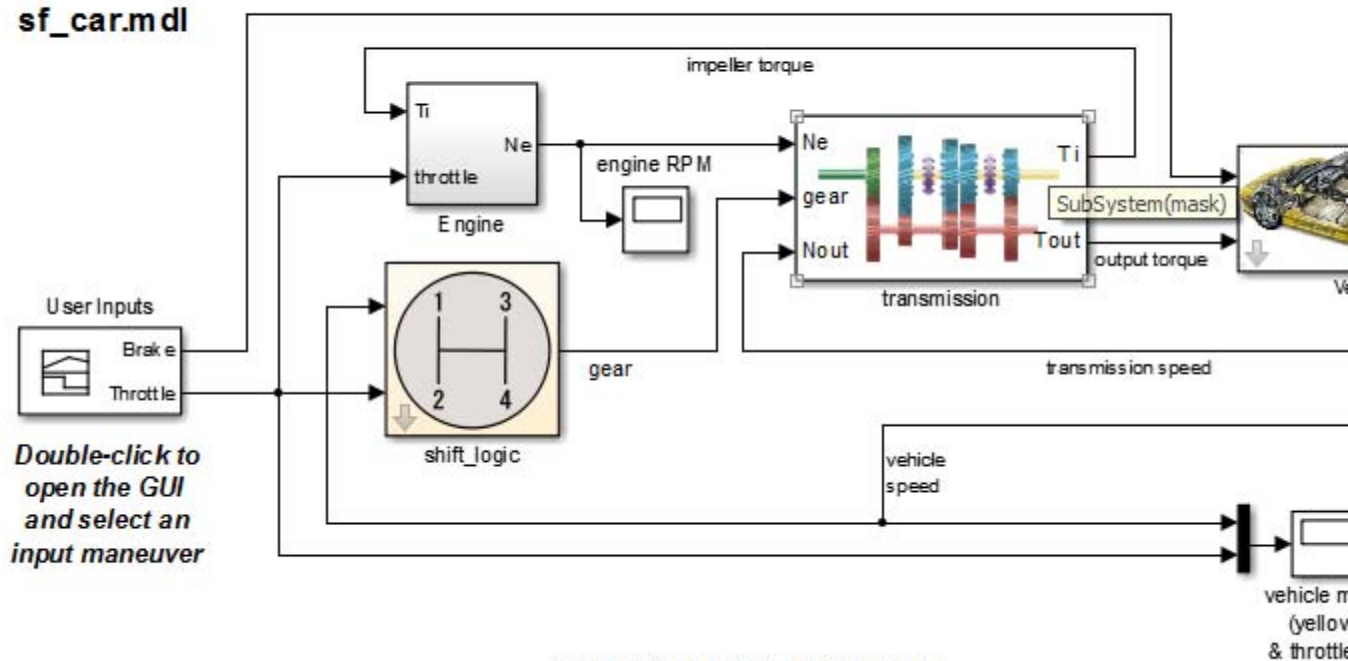 sf_car.mdl
impeller torque
Ti
Ne
throttle
Engine
engine RPM
Ne
gear
Nout
Ti
SubSystem(mask)
Tout
output torque
transmission
transmission speed
User Inputs
Brake
Throttle
1 3
2 4
shift_logic
gear
Double-click to
open the GUI
and select an
input maneuver
vehicle
speed
vehicle
& throttle